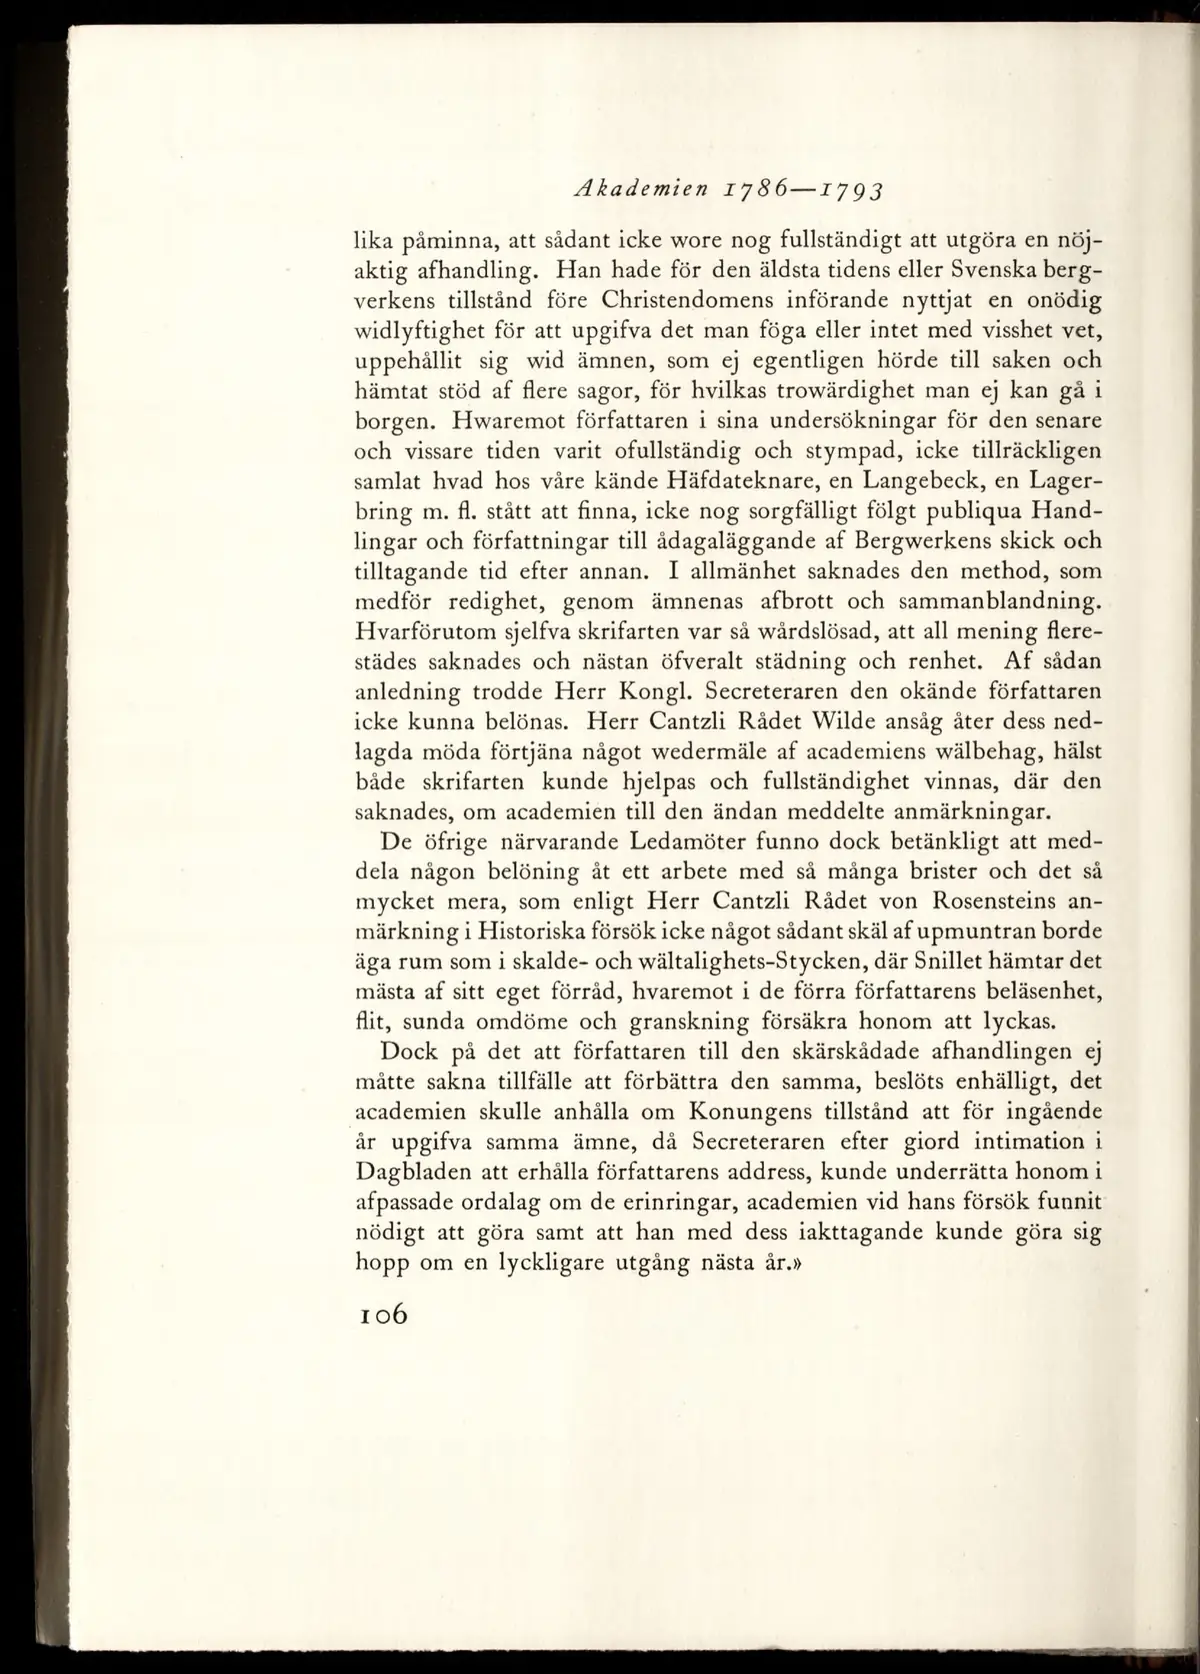 Akademien 1786—1793
lika påminna, att sådant icke wore nog fullständigt att utgöra en nöj-
aktig afhandling. Han hade för den äldsta tidens eller Svenska berg-
verkens tillstånd före Christendomens införande nyttjat en onödig
widlyftighet för att upgifva det man föga eller intet med visshet vet,
uppehållit sig wid ämnen, som ej egentligen hörde till saken och
hämtat stöd af flere sagor, för hvilkas trowärdighet man ej kan gå i
borgen. Hwaremot författaren i sina undersökningar för den senare
och vissare tiden varit ofullständig och stympad, icke tillräckligen
samlat hvad hos våre kände Häfdateknare, en Langebeck, en Lager-
bring m. fl. stått att finna, icke nog sorgfälligt fölgt publiqua Hand-
lingar och författningar till ådagaläggande af Bergwerkens skick och
tilltagande tid efter annan. I allmänhet saknades den method, som
medför redighet, genom ämnenas afbrott och sammanblandning.
Hvarförutom sjelfva skrifarten var så wårdslösad, att all mening flere-
städes saknades och nästan öfveralt städning och renhet. Af sådan
anledning trodde Herr Kongl. Secreteraren den okände författaren
icke kunna belönas. Herr Cantzli Rådet Wilde ansåg åter dess ned-
lagda möda förtjäna något wedermäle af academiens wälbehag, hälst
både skrifarten kunde hjelpas och fullständighet vinnas, där den
saknades, om academien till den ändan meddelte anmärkningar.
De öfrige närvarande Ledamöter funno dock betänkligt att med-
dela någon belöning åt ett arbete med så många brister och det så
mycket mera, som enligt Herr Cantzli Rådet von Rosensteins an-
märkning i Historiska försök icke något sådant skäl af upmuntran borde
äga rum som i skalde- och wältalighets-Stycken, där Snillet hämtar det
mästa af sitt eget förråd, hvaremot i de förra författarens beläsenhet,
flit, sunda omdöme och granskning försäkra honom att lyckas.
Dock på det att författaren till den skärskådade afhandlingen ej
måtte sakna tillfälle att förbättra den samma, beslöts enhälligt, det
academien skulle anhålla om Konungens tillstånd att för ingående
år upgifva samma ämne, då Secreteraren efter giord intimation i
Dagbladen att erhålla författarens address, kunde underrätta honom i
afpassade ordalag om de erinringar, academien vid hans försök funnit
nödigt att göra samt att han med dess iakttagande kunde göra sig
hopp om en lyckligare utgång nästa år.»
106